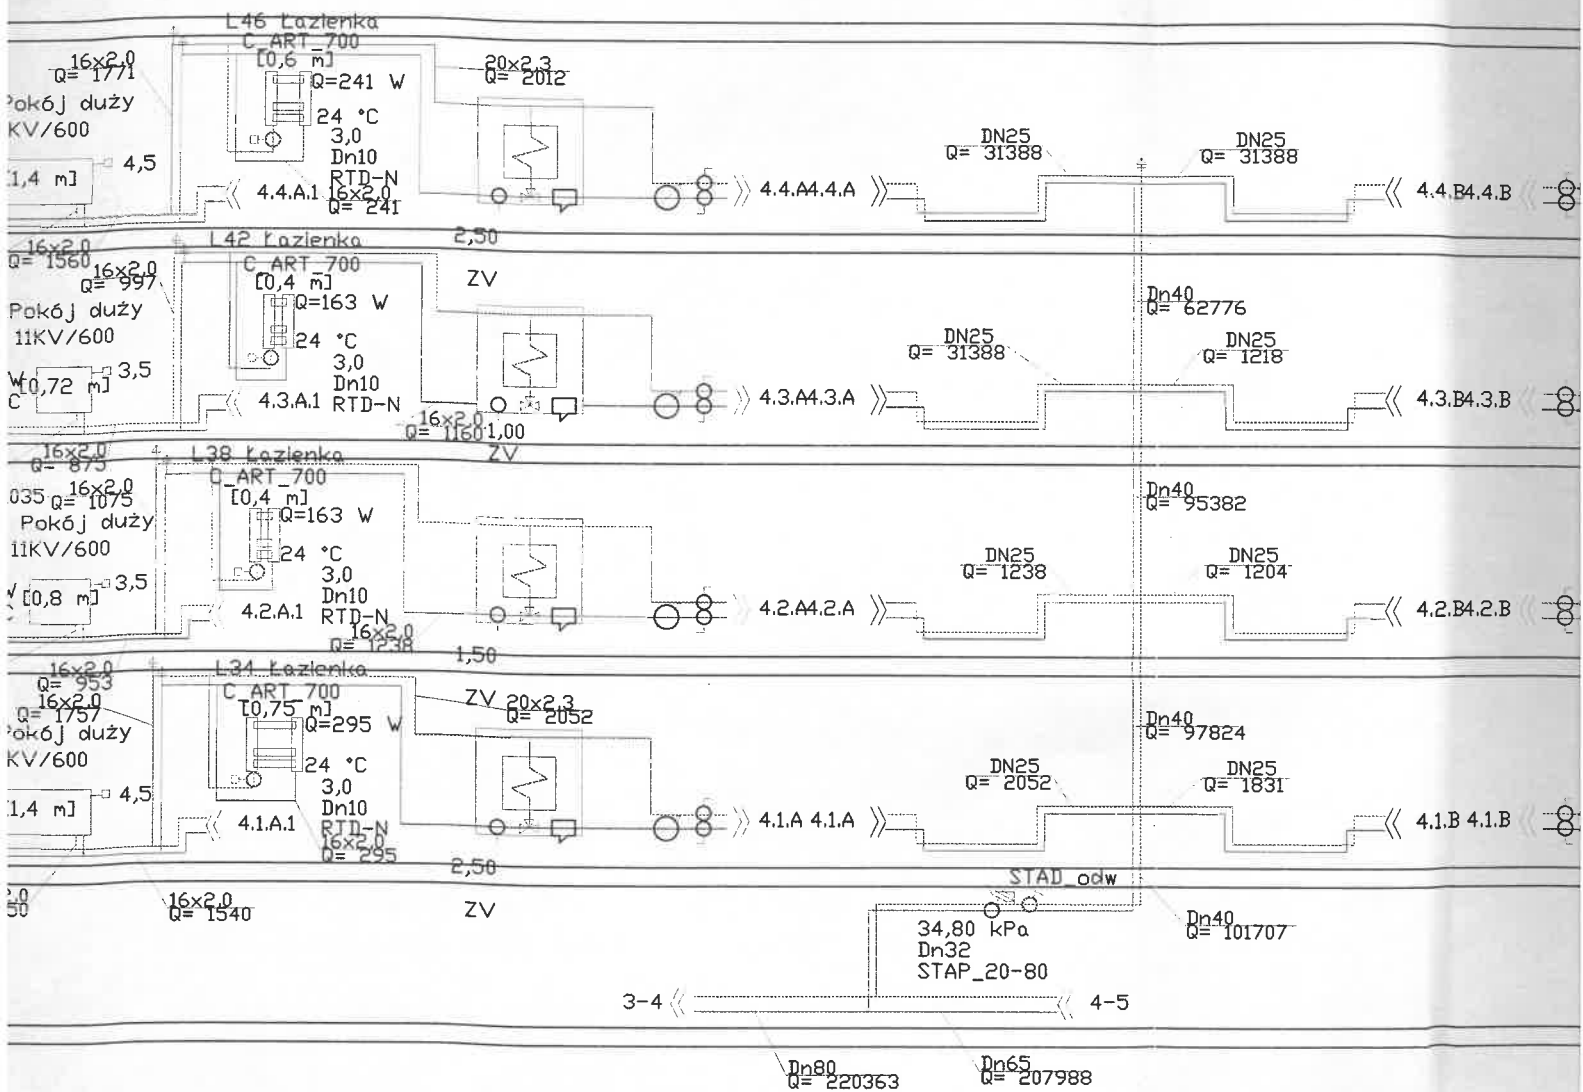 L46 Łazienka
C_ART_700
[0,6 m]
16x2,0
Q= 1771
Q=241 W
20x2,3
Q= 2012
Pokój duży
KV/600
24 °C
3,0
Dn10
RTD-N
4,5
1,4 m]
4.4.A.1
16x2,0
Q= 241
DN25
Q= 31388
DN25
Q= 31388
4.4.A4.4.A
4.4.B4.4.B
L42 Łazienka
2,50
ZV
16x2,0
Q= 1560
16x2,0
Q= 997
C_ART_700
[0,4 m]
Q=163 W
Pokój duży
11KV/600
24 °C
3,0
Dn10
RTD-N
3,5
W
C
[0,72 m]
4.3.A.1
Dn40
Q= 62776
DN25
Q= 31388
DN25
Q= 1218
4.3.A4.3.A
4.3.B4.3.B
16x2,0
Q= 1160
1,00
ZV
L38 Łazienka
16x2,0
Q= 875
C_ART_700
[0,4 m]
035
16x2,0
Q= 1075
Q=163 W
Pokój duży
11KV/600
24 °C
3,0
Dn10
RTD-N
3,5
[0,8 m]
4.2.A.1
16x2,0
Q= 1238
Dn40
Q= 95382
DN25
Q= 1238
DN25
Q= 1204
4.2.A4.2.A
4.2.B4.2.B
1,50
ZV
L34 Łazienka
16x2,0
Q= 953
C_ART_700
[0,75 m]
16x2,0
Q= 1757
Q=295 W
20x2,3
Q= 2052
Pokój duży
KV/600
24 °C
3,0
Dn10
RTD-N
4,5
1,4 m]
4.1.A.1
16x2,0
Q= 295
Dn40
Q= 97824
DN25
Q= 2052
DN25
Q= 1831
4.1.A 4.1.A
4.1.B 4.1.B
2,50
ZV
16x2,0
Q= 1540
STAD_odw
34,80 kPa
Dn32
STAP_20-80
Dn40
Q= 101707
3-4
4-5
Dn80
Q= 220363
Dn65
Q= 207988